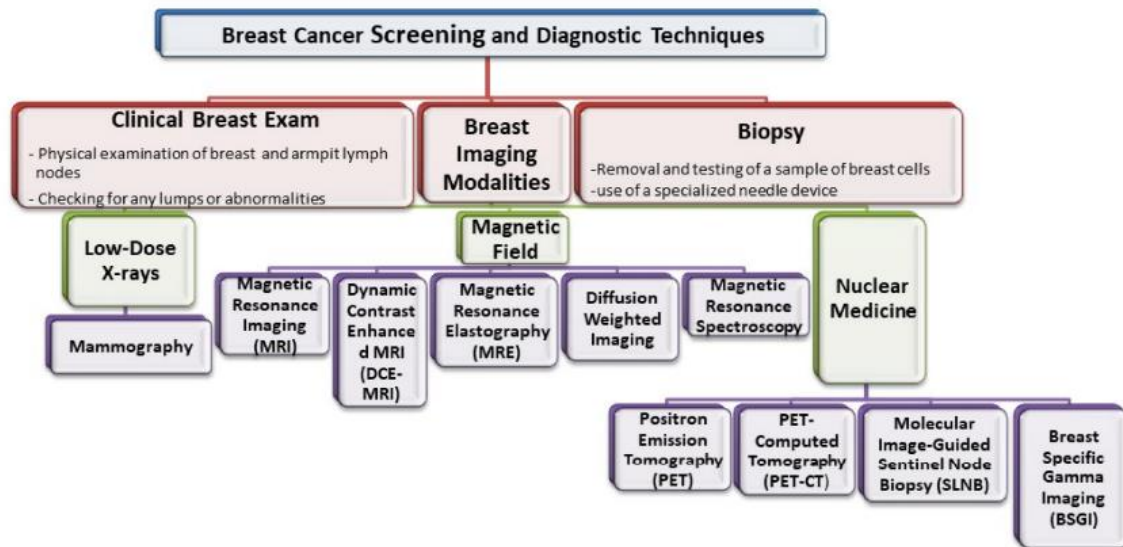 Breast Cancer Screening and Diagnostic Techniques
Clinical Breast Exam
- Physical examination of breast and armpit lymph
nodes
- Checking for any lumps or abnormalities
Breast
Imaging
Modalities
Biopsy
-Removal and testing of a sample of breast cells
-use of a specialized needle device
Low-Dose
X-rays
Magnetic
Field
Nuclear
Medicine
Mammography
Magnetic
Resonance
Imaging
(MRI)
Dynamic
Contrast
Enhance
d MRI
(DCE-
MRI)
Magnetic
Resonance
Elastography
(MRE)
Diffusion
Weighted
Imaging
Magnetic
Resonance
Spectroscopy
Positron
Emission
Tomography
(PET)
PET-
Computed
Tomography
(PET-CT)
Molecular
Image-Guided
Sentinel Node
Biopsy (SLNB)
Breast
Specific
Gamma
Imaging
(BSGI)